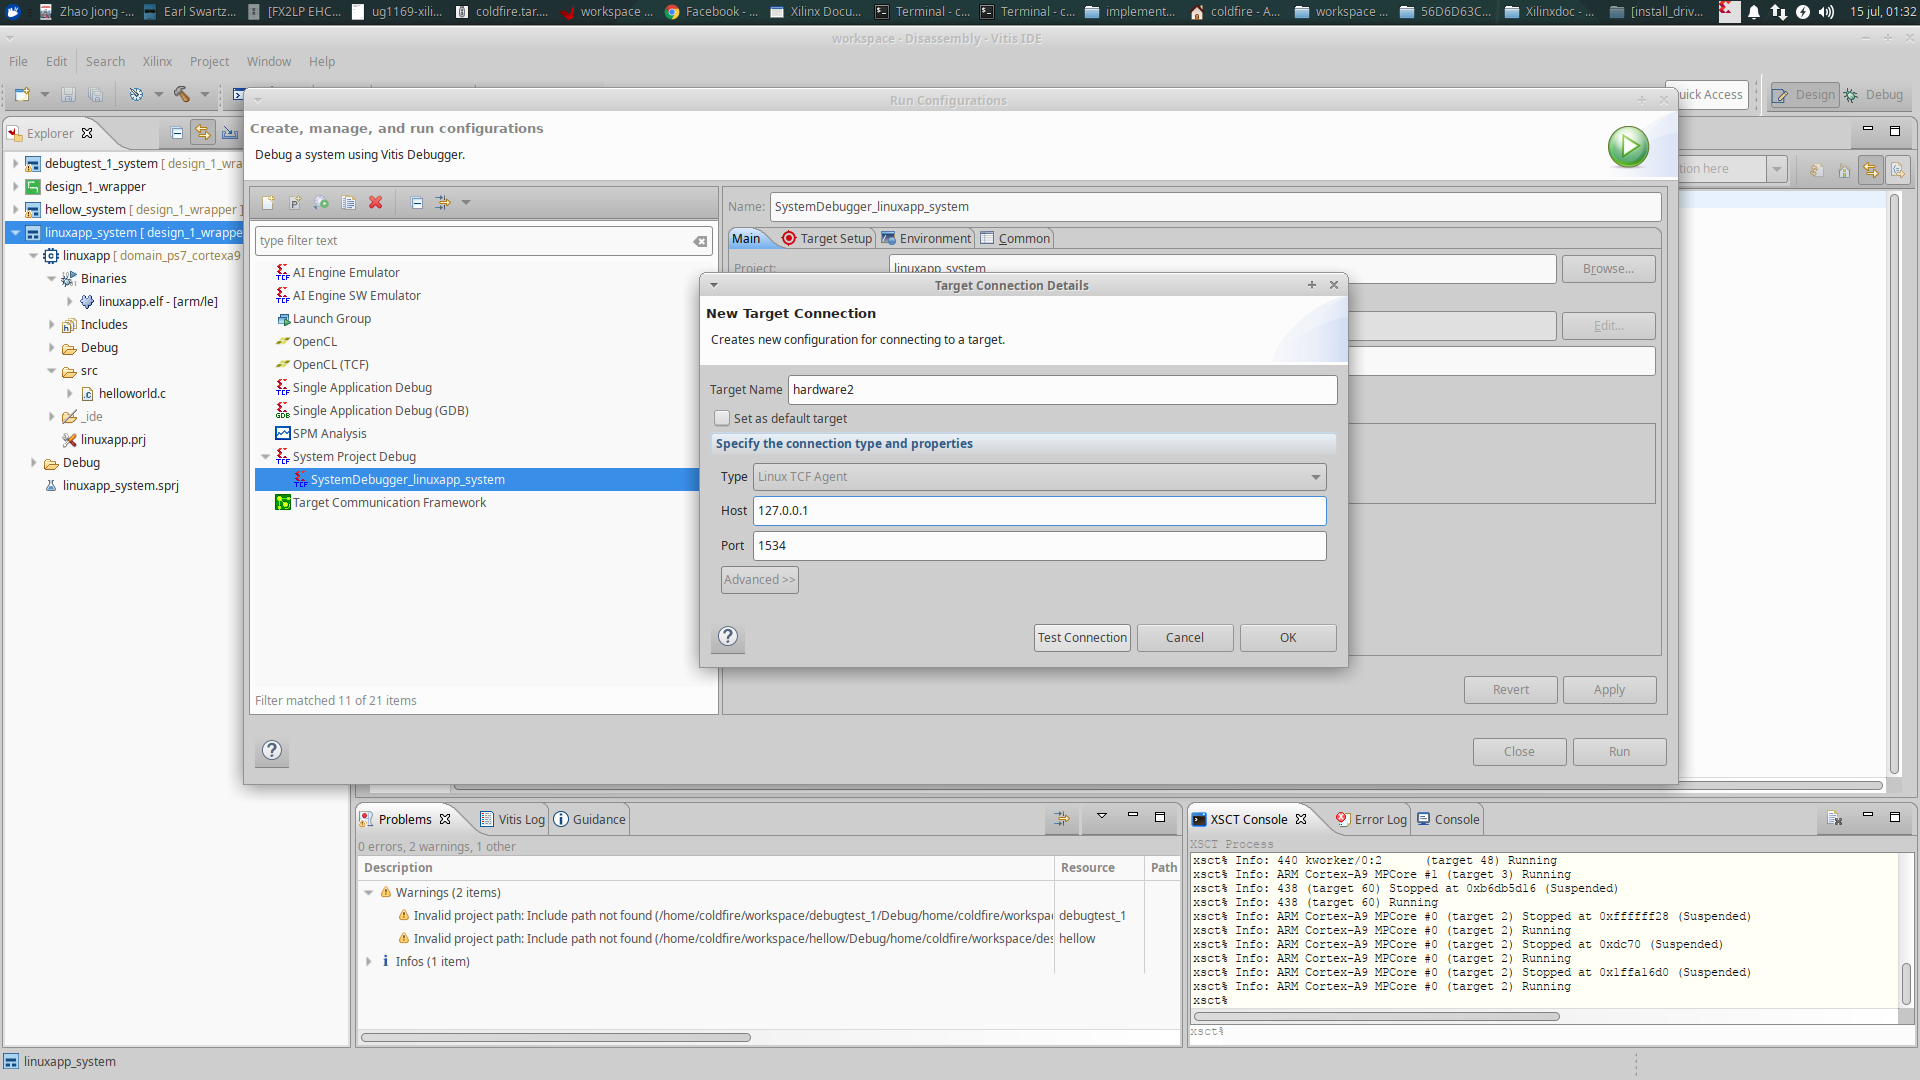 Zhao Jiong -...
Earl Swartz...
[FX2LP EHC...
ug1169-xili...
coldfire.tar....
workspace ...
Facebook - ...
Xilinx Docu...
Terminal - c...
Terminal - c...
implement...
coldfire - A...
workspace ...
56D6D63C...
Xilinxdoc - ...
[install_driv...
15 jul, 01:32
workspace - Disassembly - Vitis IDE
File Edit Search Xilinx Project Window Help
uick Access
Design
Debug
Explorer
debugtest_1_system [ design_1_wra
design_1_wrapper
hellow_system [ design_1_wrapper ]
linuxapp_system [ design_1_wrappe
linuxapp [ domain_ps7_cortexa9
Binaries
linuxapp.elf - [arm/le]
Includes
Debug
src
helloworld.c
_ide
linuxapp.prj
Debug
linuxapp_system.sprj
Run Configurations
Create, manage, and run configurations
Debug a system using Vitis Debugger.
type filter text
AI Engine Emulator
AI Engine SW Emulator
Launch Group
OpenCL
OpenCL (TCF)
Single Application Debug
Single Application Debug (GDB)
SPM Analysis
System Project Debug
SystemDebugger_linuxapp_system
Target Communication Framework
Filter matched 11 of 21 items
Name: SystemDebugger_linuxapp_system
Main
Target Setup
Environment
Common
Project: linuxapp_system
Browse...
Edit...
tion here
Target Connection Details
New Target Connection
Creates new configuration for connecting to a target.
Target Name hardware2
Set as default target
Specify the connection type and properties
Type Linux TCF Agent
Host 127.0.0.1
Port 1534
Advanced >>
Test Connection
Cancel
OK
Revert
Apply
Close
Run
Problems
Vitis Log
Guidance
0 errors, 2 warnings, 1 other
Description Resource Path
Warnings (2 items)
Invalid project path: Include path not found (/home/coldfire/workspace/debugtest_1/Debug/home/coldfire/workspa debugtest_1
Invalid project path: Include path not found (/home/coldfire/workspace/hellow/Debug/home/coldfire/workspace/des hellow
Infos (1 item)
XSCT Console
Error Log
Console
XSCT Process
xsct% Info: 440 kworker/0:2 (target 48) Running
xsct% Info: ARM Cortex-A9 MPCore #1 (target 3) Running
xsct% Info: 438 (target 60) Stopped at 0xb6db5d16 (Suspended)
xsct% Info: 438 (target 60) Running
xsct% Info: ARM Cortex-A9 MPCore #0 (target 2) Stopped at 0xffffff28 (Suspended)
xsct% Info: ARM Cortex-A9 MPCore #0 (target 2) Running
xsct% Info: ARM Cortex-A9 MPCore #0 (target 2) Stopped at 0xdc70 (Suspended)
xsct% Info: ARM Cortex-A9 MPCore #0 (target 2) Running
xsct% Info: ARM Cortex-A9 MPCore #0 (target 2) Stopped at 0x1ffa16d0 (Suspended)
xsct% Info: ARM Cortex-A9 MPCore #0 (target 2) Running
xsct%
xsct%
linuxapp_system